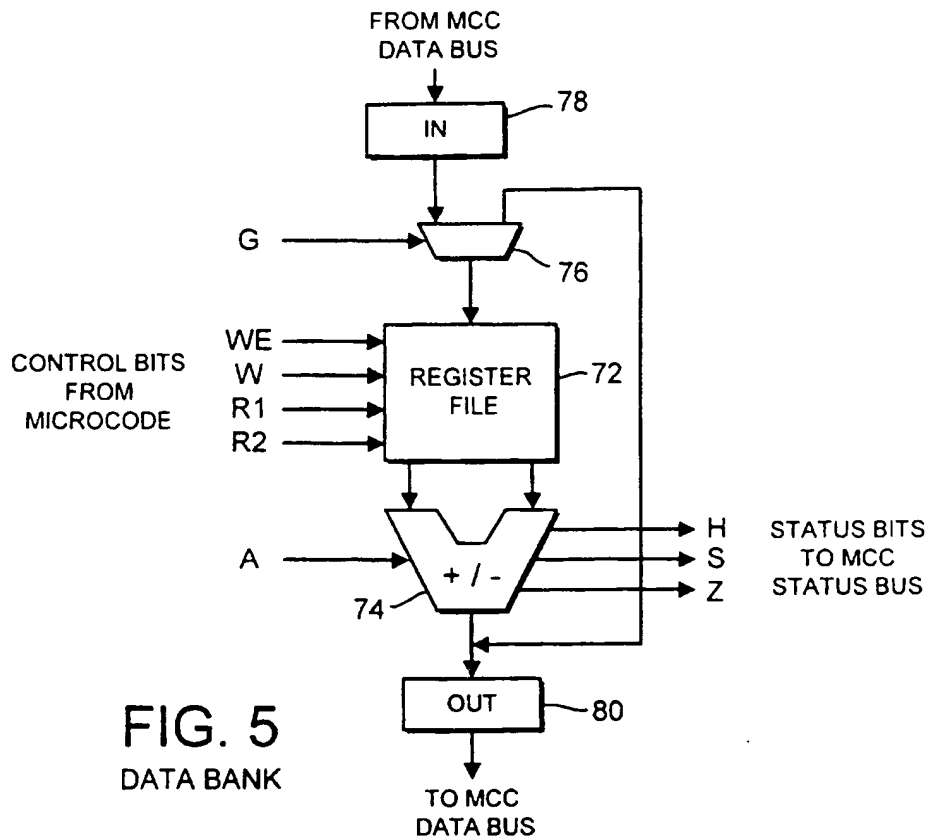 FROM MCC
DATA BUS
78
IN
G
76
CONTROL BITS
FROM
MICROCODE
WE
W
R1
R2
REGISTER
FILE
72
A
+ / -
74
H
S
Z
STATUS BITS
TO MCC
STATUS BUS
OUT
80
FIG. 5
DATA BANK
TO MCC
DATA BUS